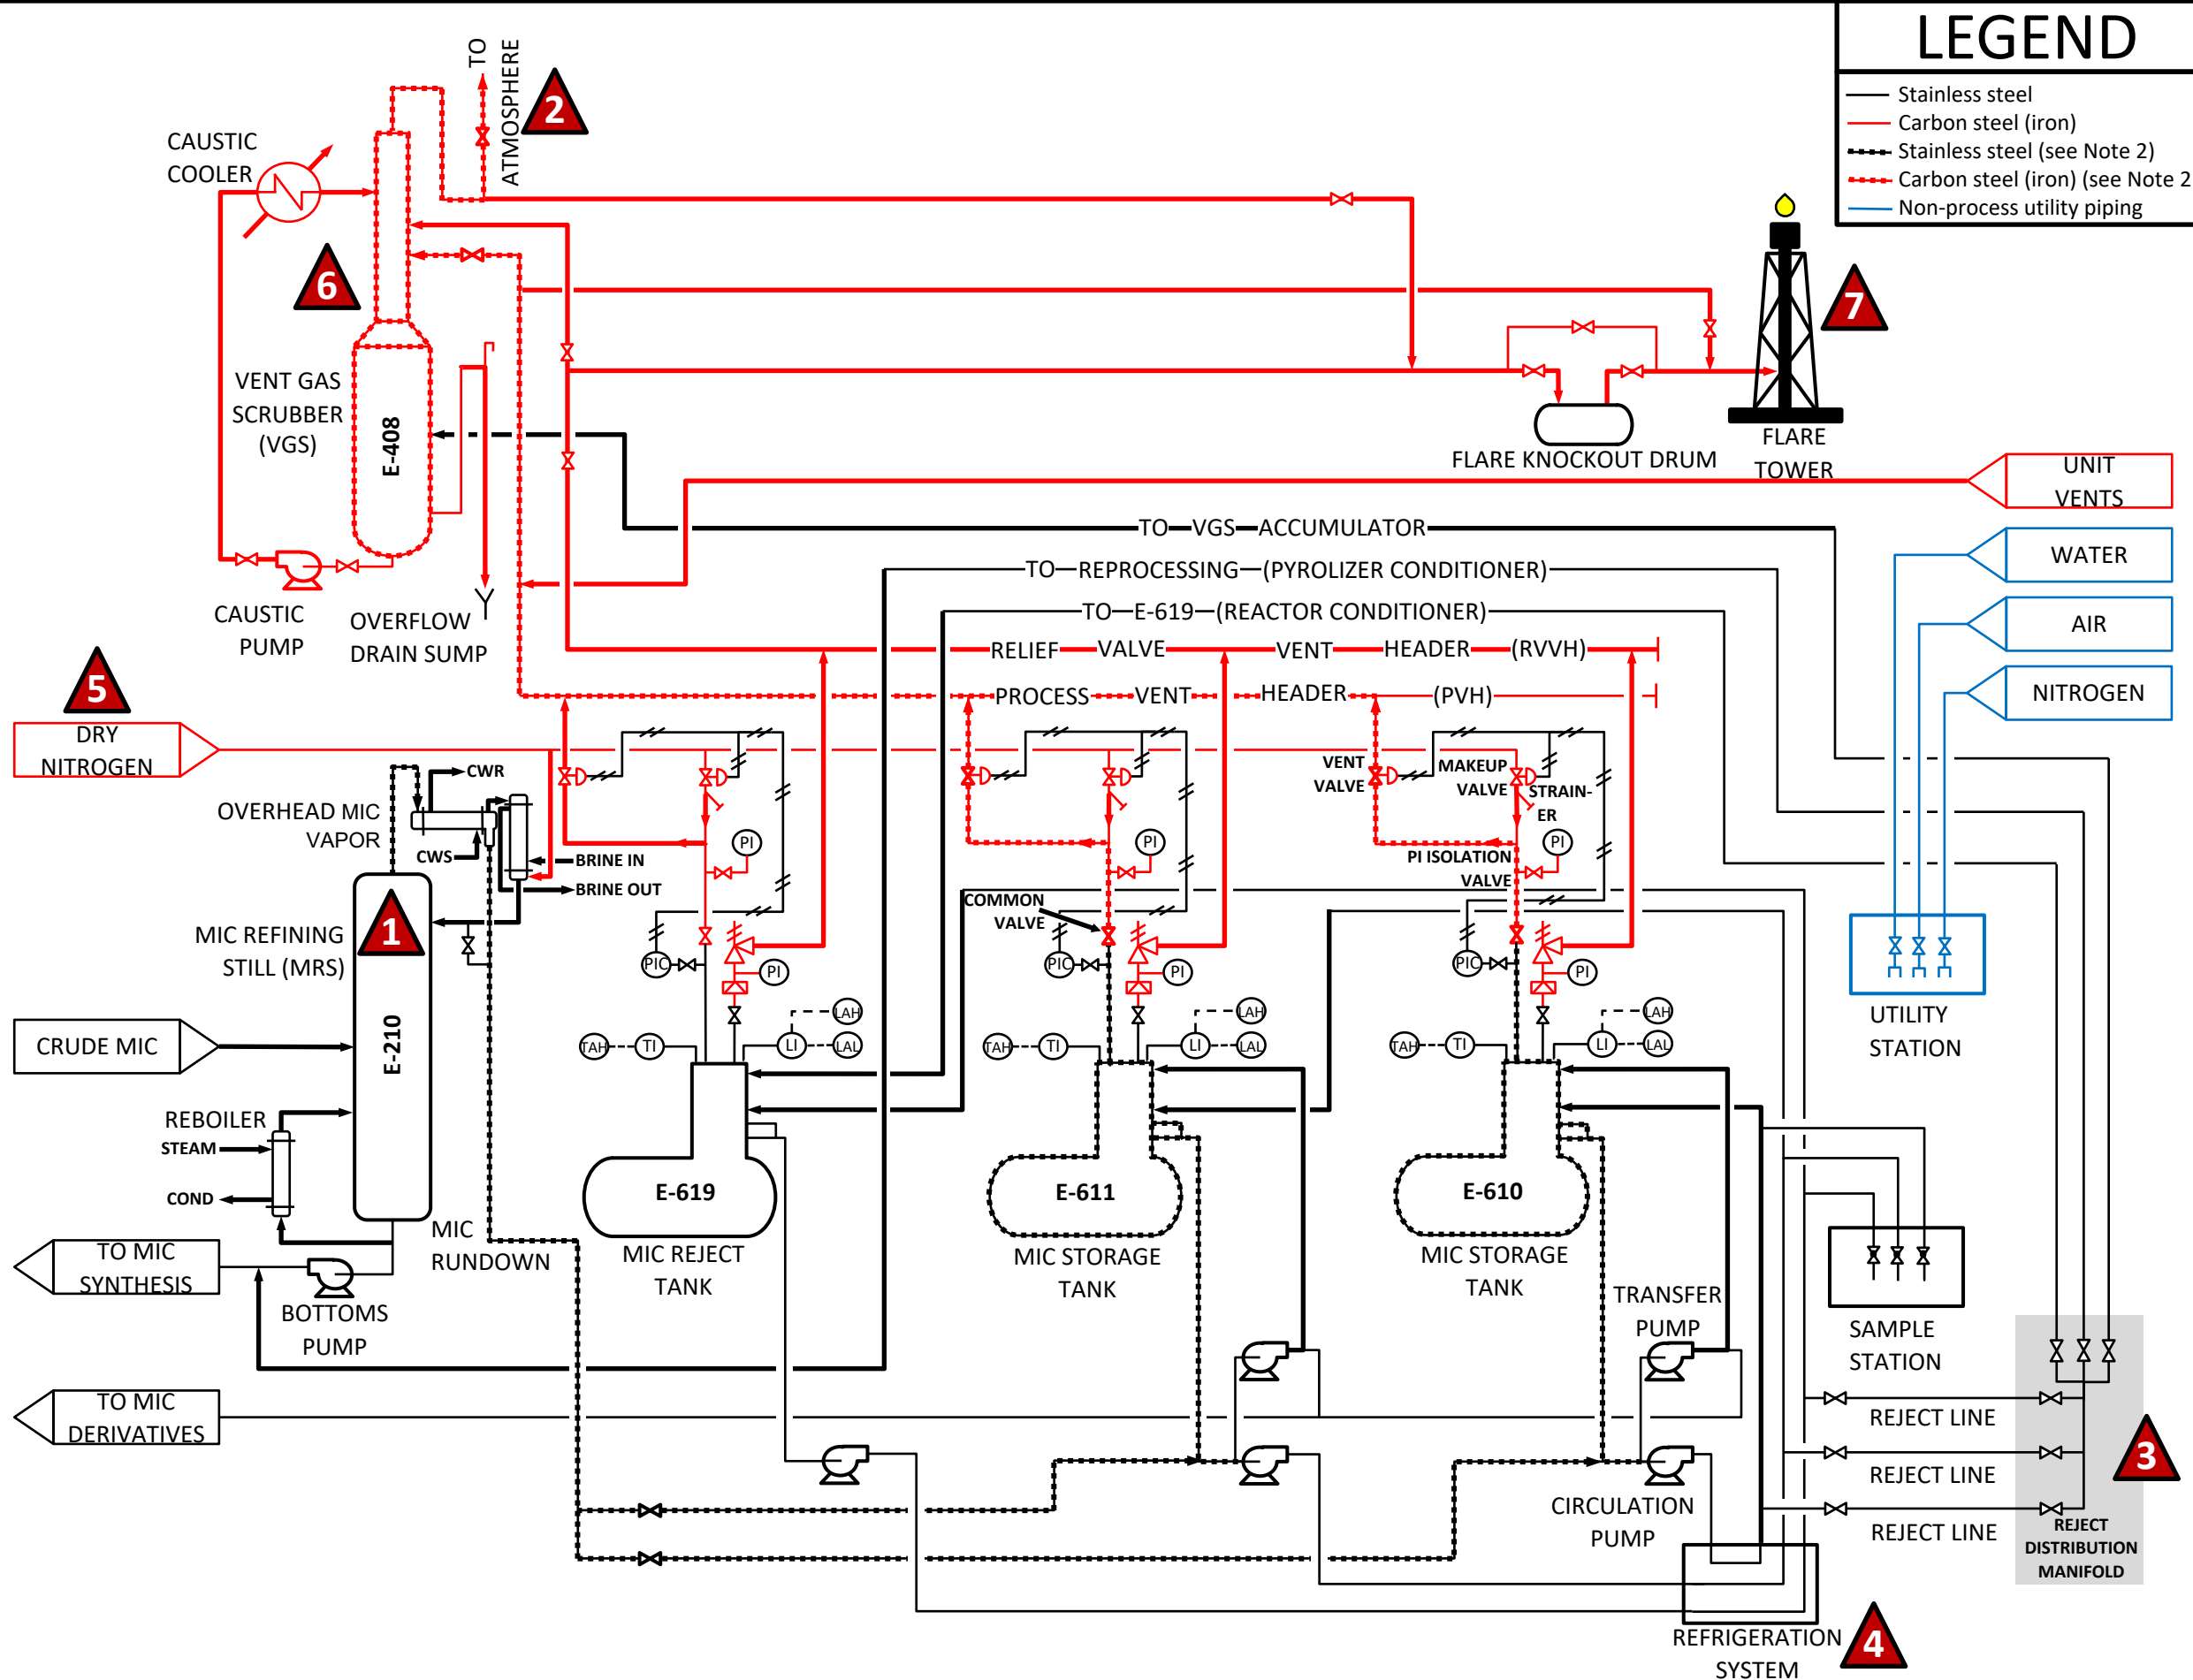 LEGEND
Stainless steel
Carbon steel (iron)
Stainless steel (see Note 2)
Carbon steel (iron) (see Note 2
Non-process utility piping
TO
ATMOSPHERE
2
CAUSTIC
COOLER
6
7
VENT GAS
SCRUBBER
(VGS)
E-408
FLARE KNOCKOUT DRUM
FLARE
TOWER
UNIT
VENTS
TO VGS ACCUMULATOR
WATER
TO REPROCESSING (PYROLIZER CONDITIONER)
CAUSTIC
PUMP
OVERFLOW
DRAIN SUMP
TO E-619 (REACTOR CONDITIONER)
AIR
RELIEF VALVE VENT HEADER (RVVH)
5
PROCESS VENT HEADER (PVH)
NITROGEN
DRY
NITROGEN
CWR
OVERHEAD MIC
VAPOR
CWS
BRINE IN
BRINE OUT
VENT
VALVE
MAKEUP
VALVE
STRAIN-
ER
PI
PI
PI
PI ISOLATION
VALVE
COMMON
VALVE
1
MIC REFINING
STILL (MRS)
E-210
PIC
PI
PIC
PI
PIC
PI
UTILITY
STATION
CRUDE MIC
TAH
TI
LI
LAH
LAL
TAH
TI
LI
LAH
LAL
TAH
TI
LI
LAH
LAL
REBOILER
STEAM
COND
E-619
E-611
E-610
MIC
RUNDOWN
MIC REJECT
TANK
MIC STORAGE
TANK
MIC STORAGE
TANK
TO MIC
SYNTHESIS
BOTTOMS
PUMP
TRANSFER
PUMP
SAMPLE
STATION
TO MIC
DERIVATIVES
REJECT LINE
REJECT LINE
REJECT LINE
3
CIRCULATION
PUMP
REJECT
DISTRIBUTION
MANIFOLD
REFRIGERATION
SYSTEM
4